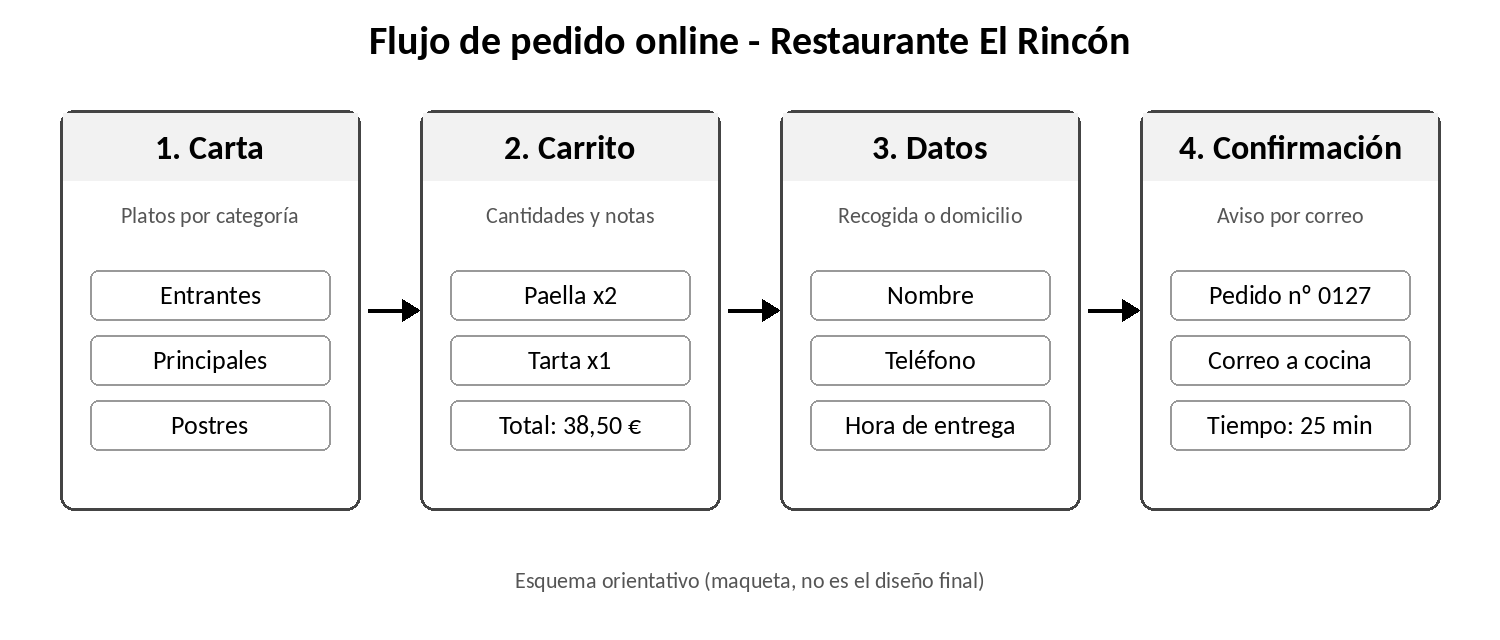 Flujo de pedido online - Restaurante El Rincón
1. Carta
Platos por categoría
Entrantes
Principales
Postres
2. Carrito
Cantidades y notas
Paella x2
Tarta x1
Total: 38,50 €
3. Datos
Recogida o domicilio
Nombre
Teléfono
Hora de entrega
4. Confirmación
Aviso por correo
Pedido nº 0127
Correo a cocina
Tiempo: 25 min
Esquema orientativo (maqueta, no es el diseño final)